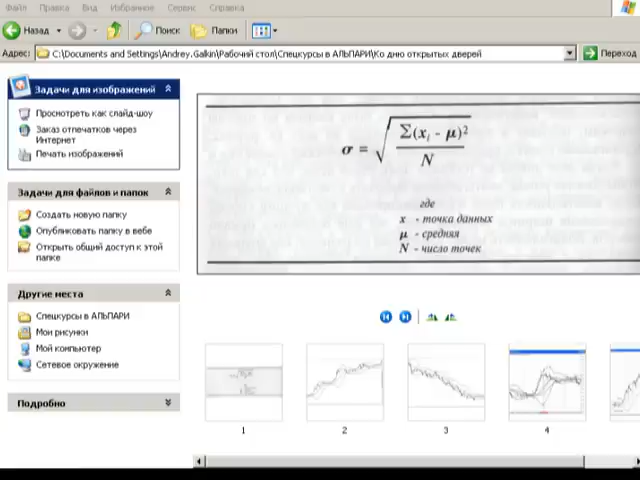 Файл Правка Вид Избранное Сервис Справка
Назад Поиск Папки
Адрес: C:\Documents and Settings\Andrey.Galkin\Рабочий стол\Спецкурсы в АЛЬПАРИ\Ко дню открытых дверей Переход
Задачи для изображений
Просмотреть как слайд-шоу
Заказ отпечатков через
Интернет
Печать изображений
Задачи для файлов и папок
Создать новую папку
Опубликовать папку в вебе
Открыть общий доступ к этой
папке
Другие места
Спецкурсы в АЛЬПАРИ
Мои рисунки
Мой компьютер
Сетевое окружение
Подробно
σ = √(Σ(xᵢ - μ)² / N)
где
x - точка данных
μ - средняя
N - число точек
1 2 3 4